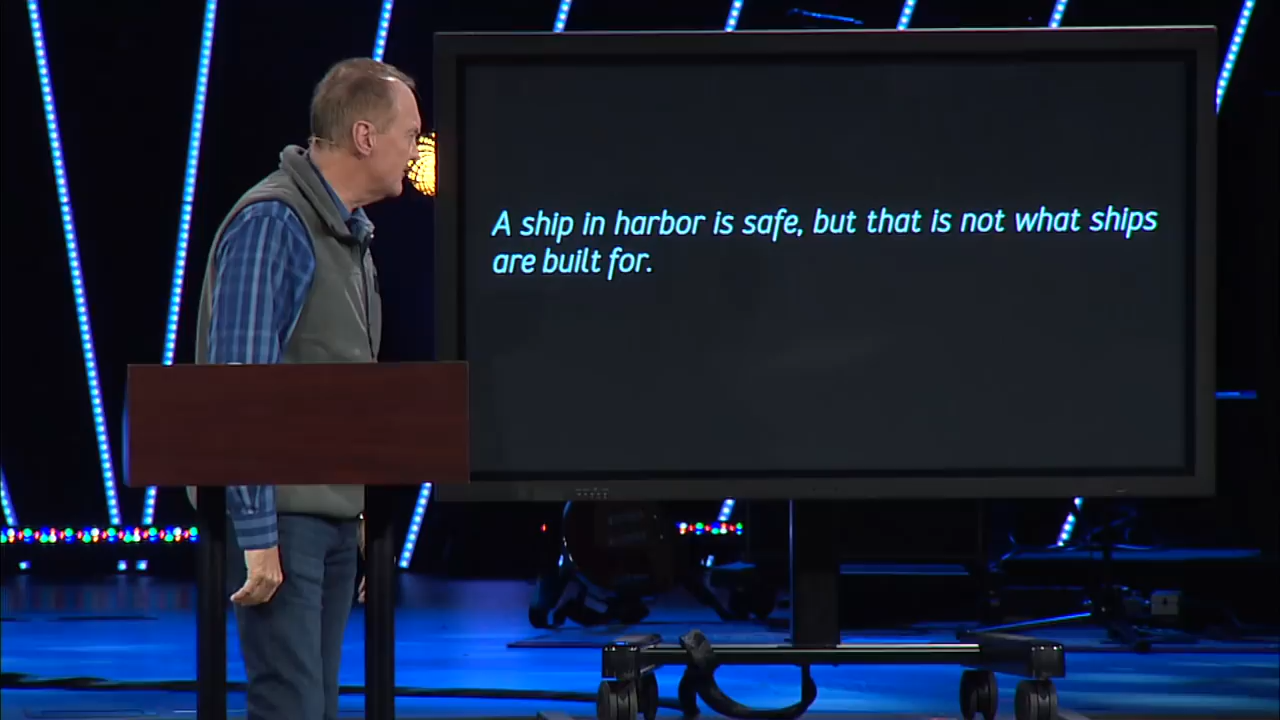 A ship in harbor is safe, but that is not what ships
are built for.